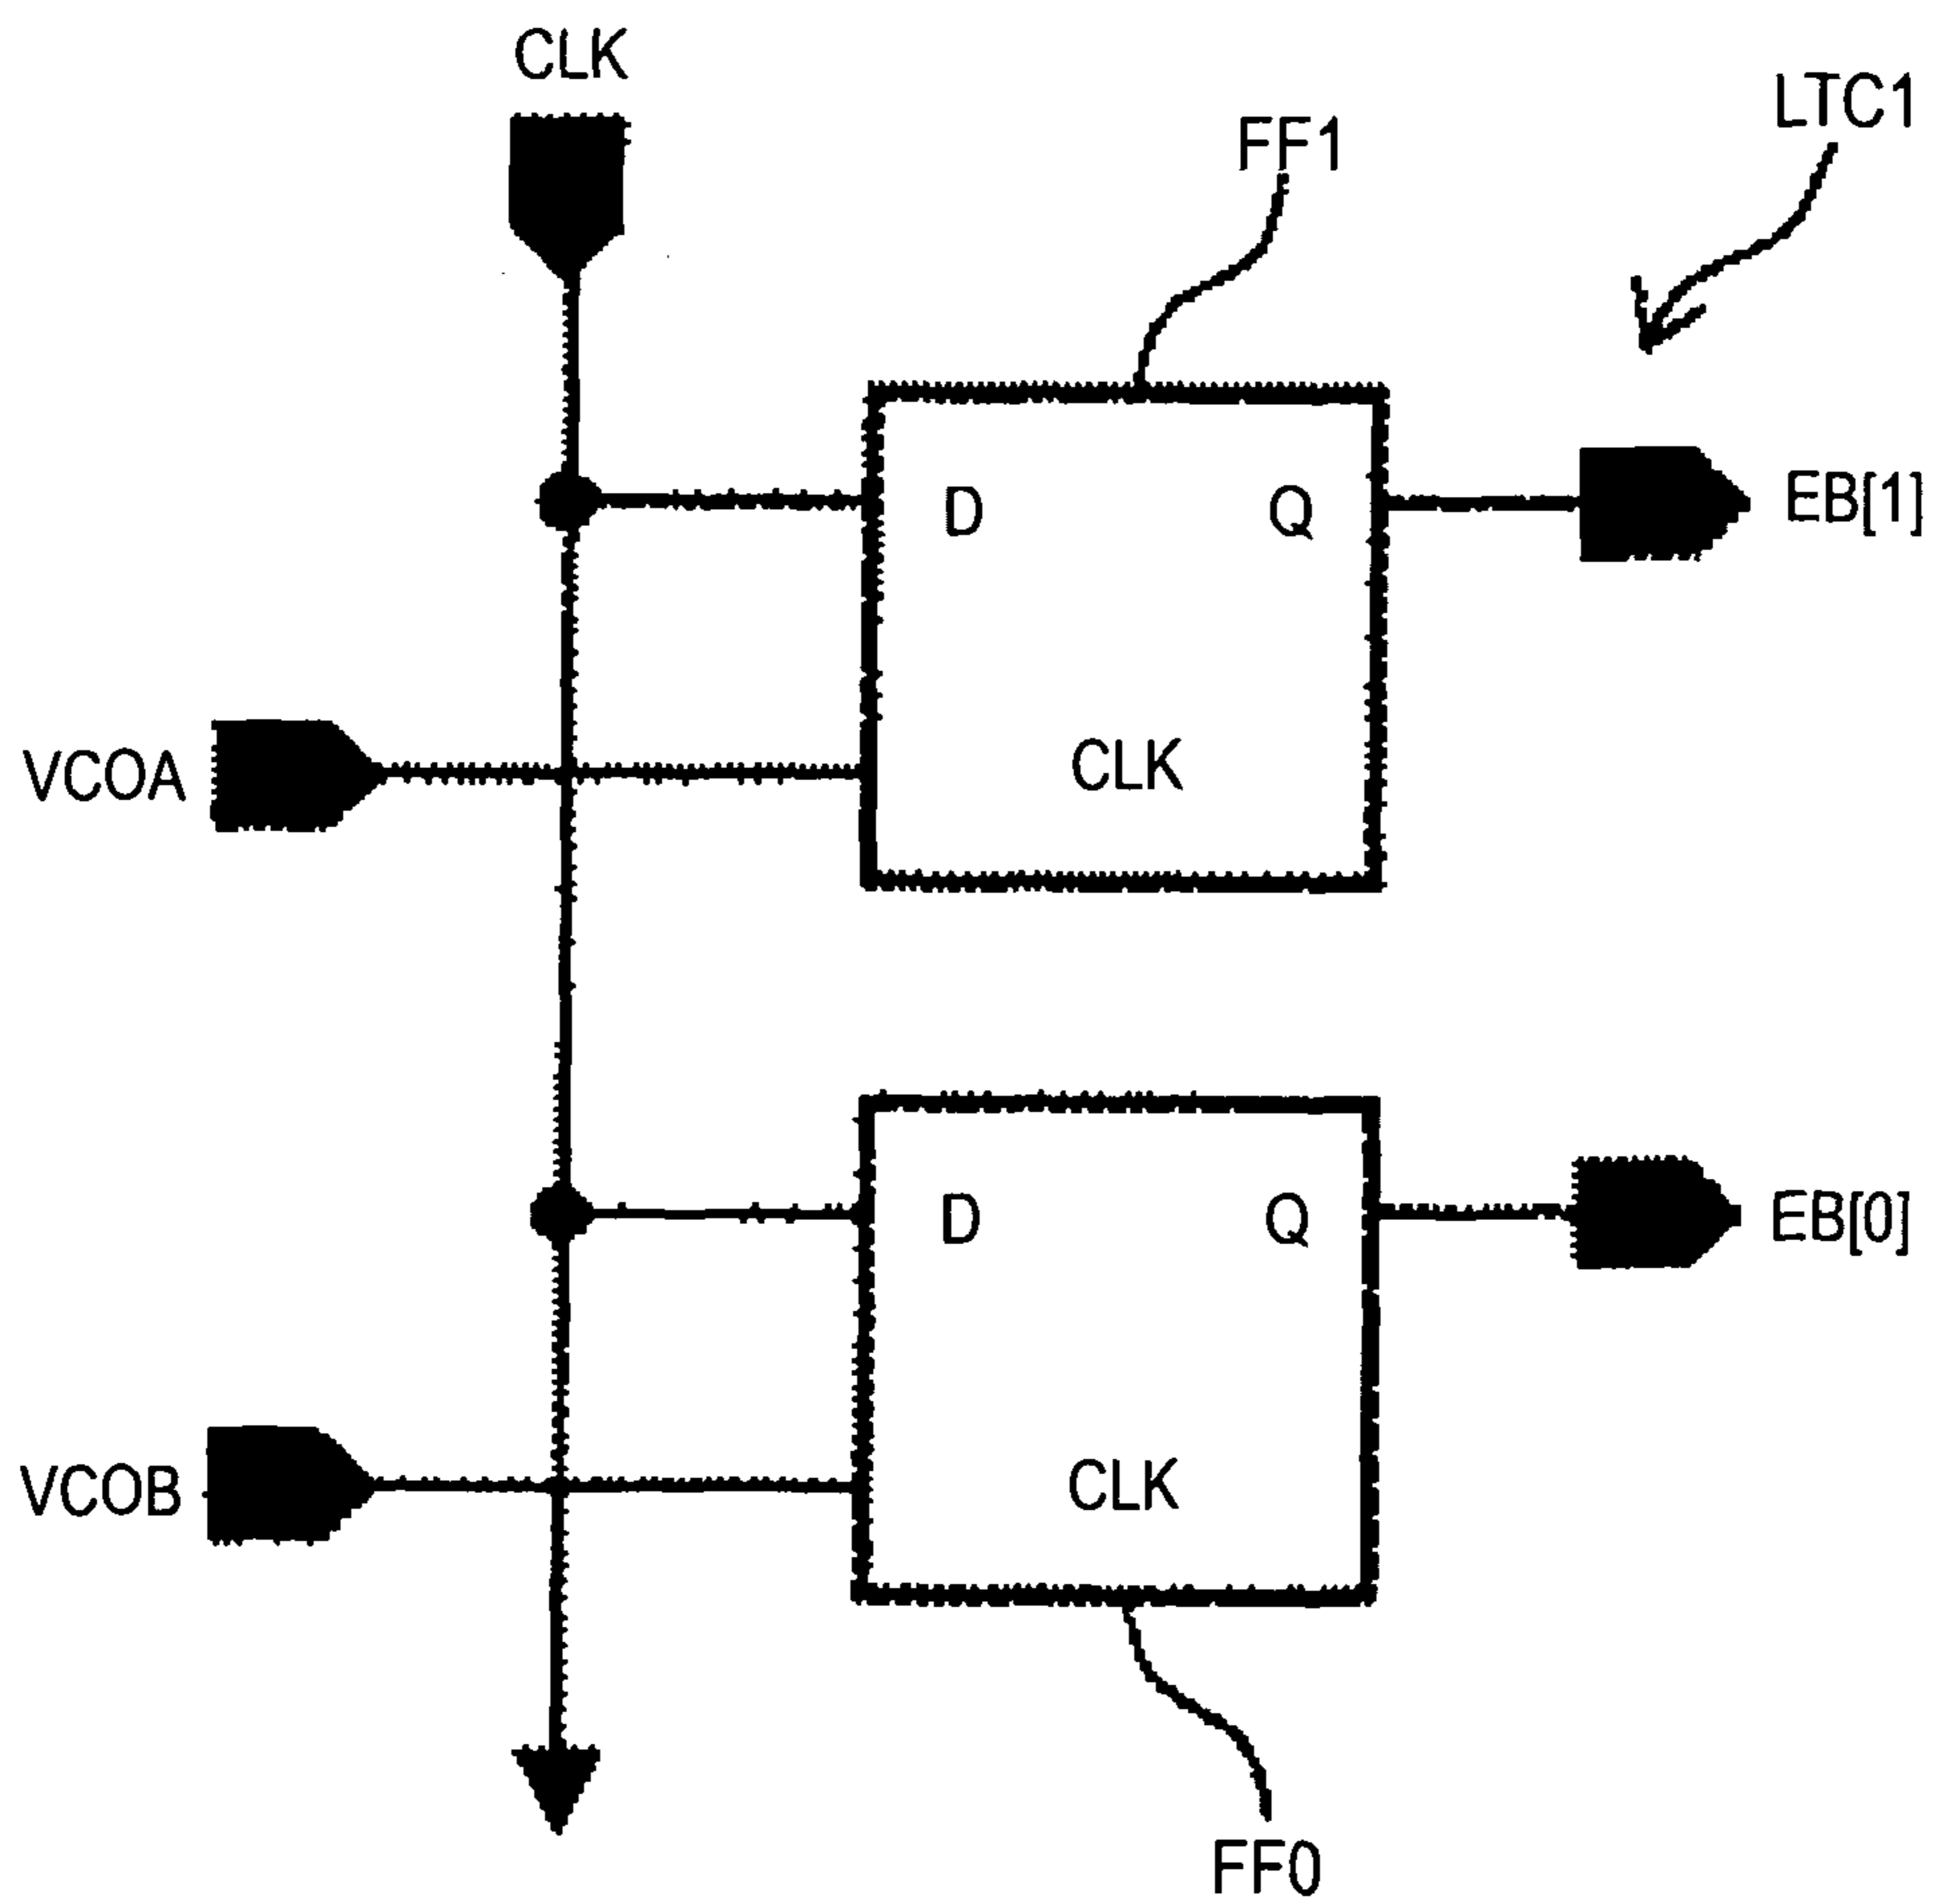 CLK
LTC1
FF1
D Q EB[1]
VCOA CLK
D Q EB[0]
VCOB CLK
FF0